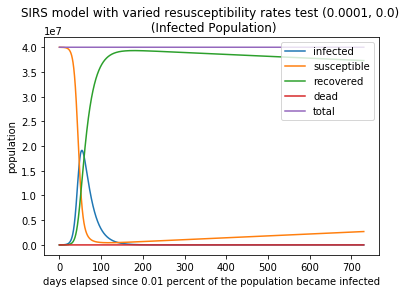 SIRS model with varied resusceptibility rates test (0.0001, 0.0)
(Infected Population)
1e7
infected
susceptible
recovered
dead
total
4.0
3.5
3.0
2.5
2.0
1.5
1.0
0.5
0.0
population
0 100 200 300 400 500 600 700
days elapsed since 0.01 percent of the population became infected